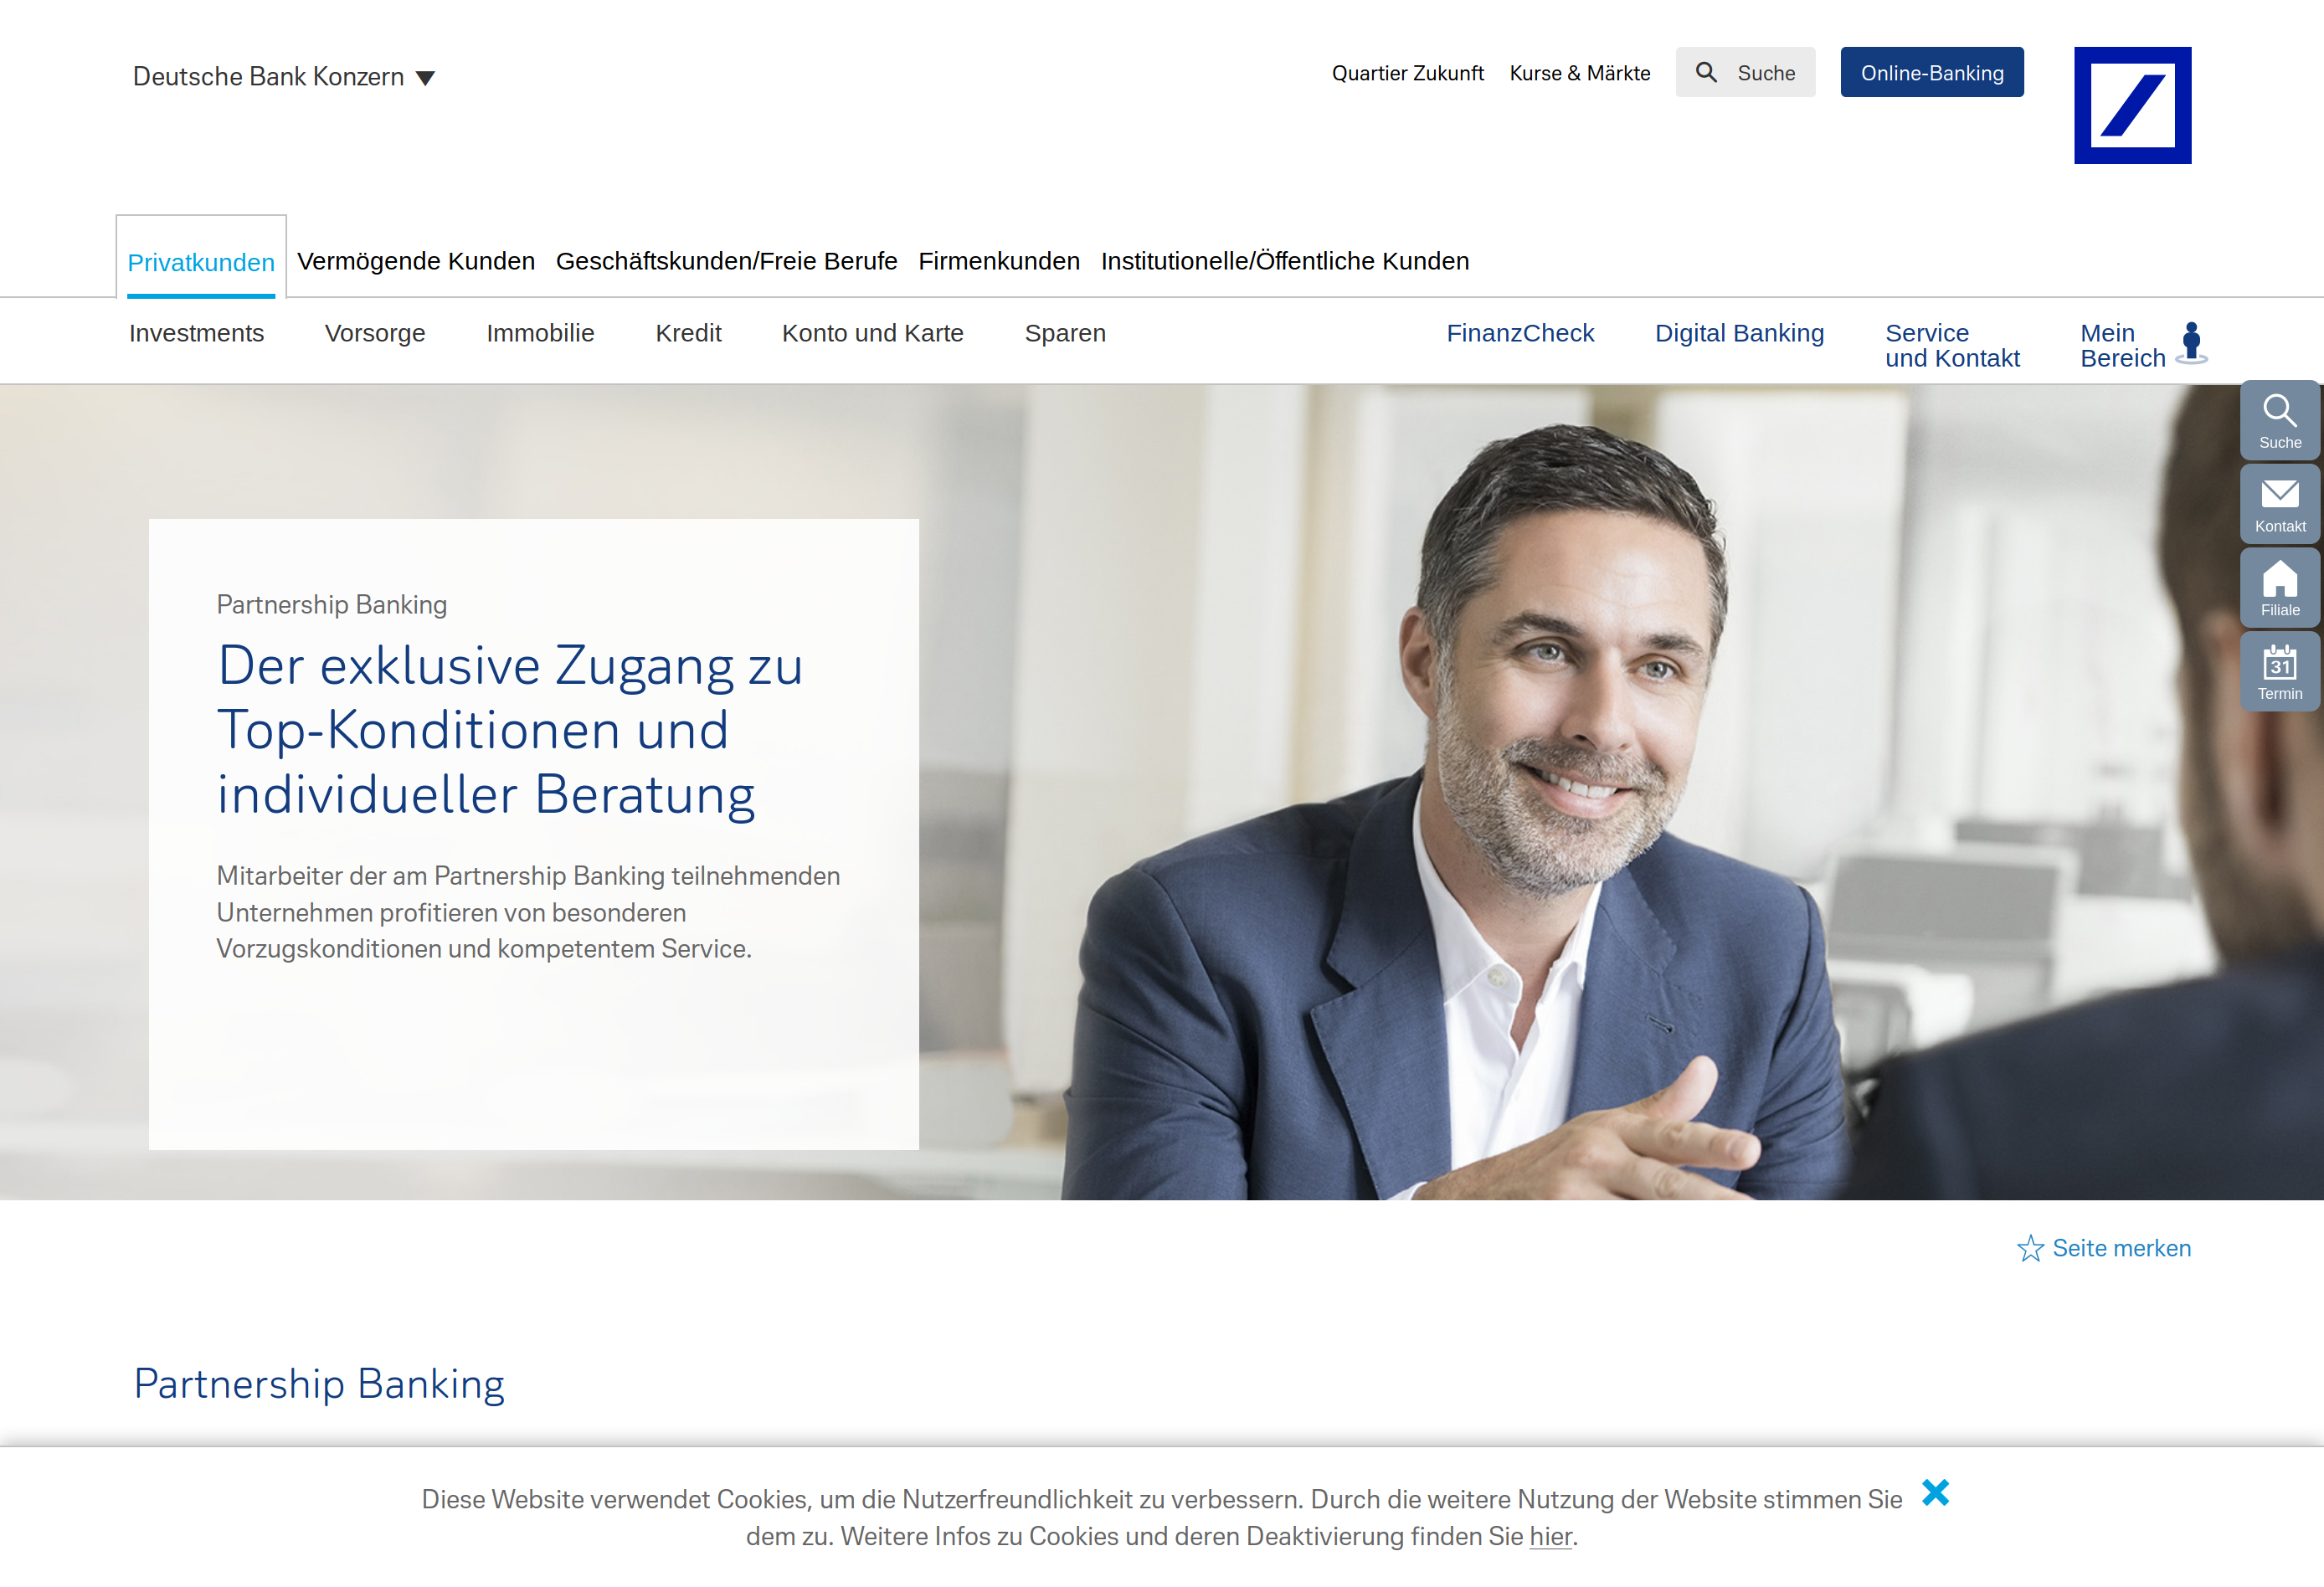 Deutsche Bank Konzern
Quartier Zukunft
Kurse & Märkte
Suche
Online-Banking
Privatkunden
Vermögende Kunden
Geschäftskunden/Freie Berufe
Firmenkunden
Institutionelle/Öffentliche Kunden
Investments
Vorsorge
Immobilie
Kredit
Konto und Karte
Sparen
FinanzCheck
Digital Banking
Service
und Kontakt
Mein
Bereich
Suche
Kontakt
Filiale
31
Termin
Partnership Banking
Der exklusive Zugang zu
Top-Konditionen und
individueller Beratung
Mitarbeiter der am Partnership Banking teilnehmenden
Unternehmen profitieren von besonderen
Vorzugskonditionen und kompetentem Service.
Seite merken
Partnership Banking
Diese Website verwendet Cookies, um die Nutzerfreundlichkeit zu verbessern. Durch die weitere Nutzung der Website stimmen Sie
dem zu. Weitere Infos zu Cookies und deren Deaktivierung finden Sie hier.